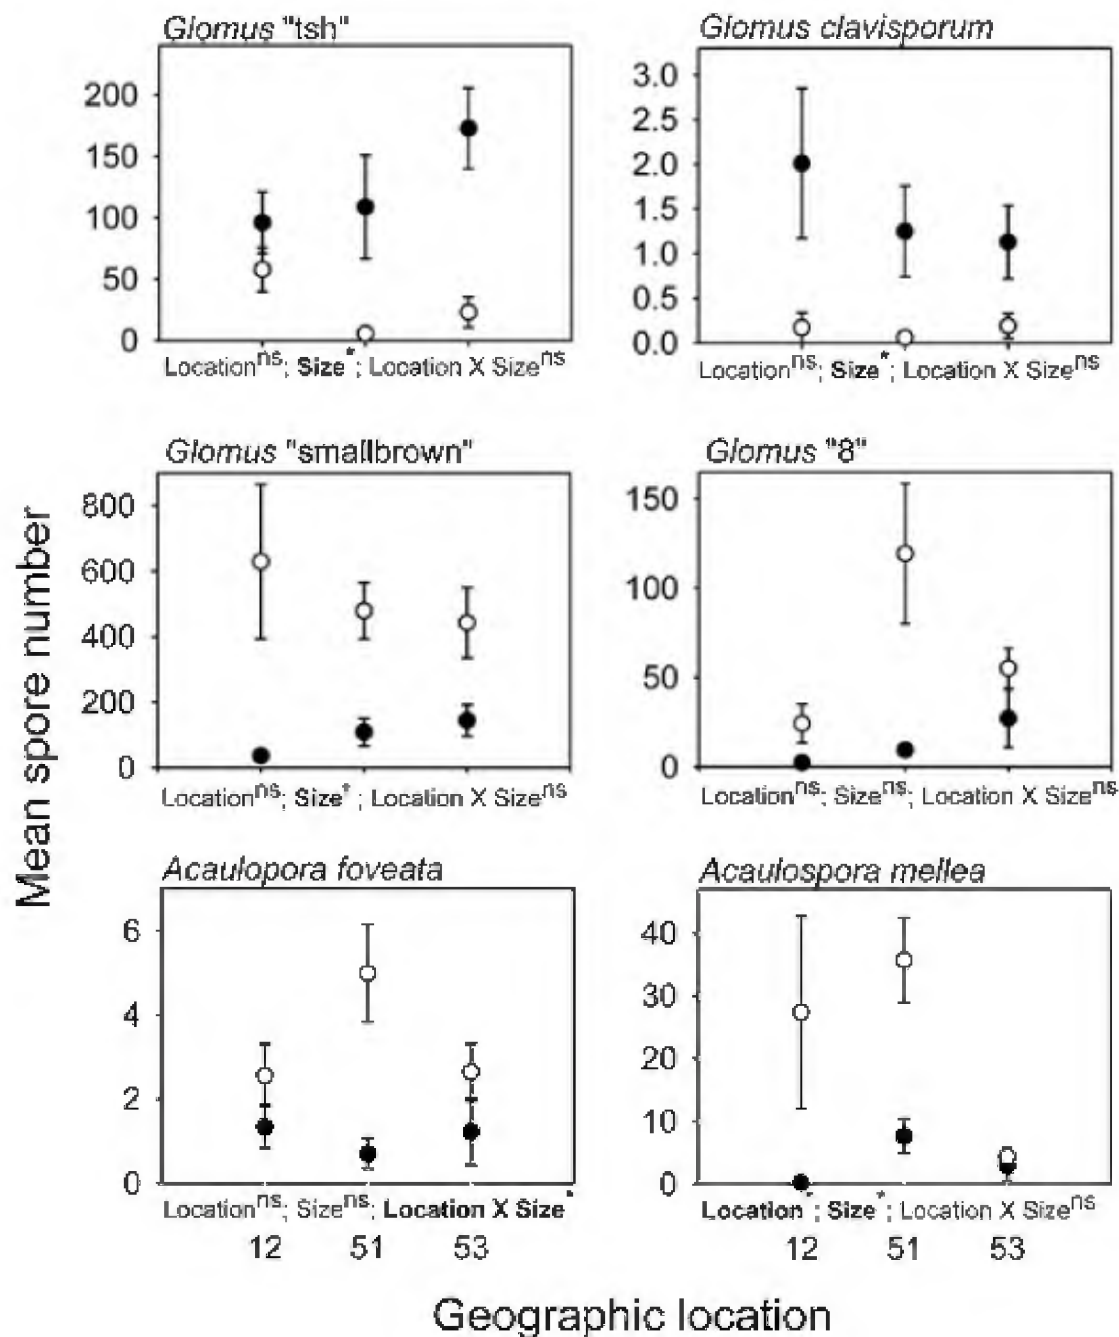 Glomus "tsh"
200
150
100
50
0
Location^ns; Size*; Location X Size^ns
Glomus clavisporum
3.0
2.5
2.0
1.5
1.0
0.5
0.0
Location^ns; Size*; Location X Size^ns
Glomus "smallbrown"
800
600
400
200
0
Location^ns; Size*; Location X Size^ns
Glomus "8"
150
100
50
0
Location^ns; Size^ns; Location X Size^ns
Mean spore number
Acaulopora foveata
6
4
2
0
Location^ns; Size^ns; Location X Size*
12 51 53
Acaulospora mellea
40
30
20
10
0
Location*; Size*; Location X Size^ns
12 51 53
Geographic location